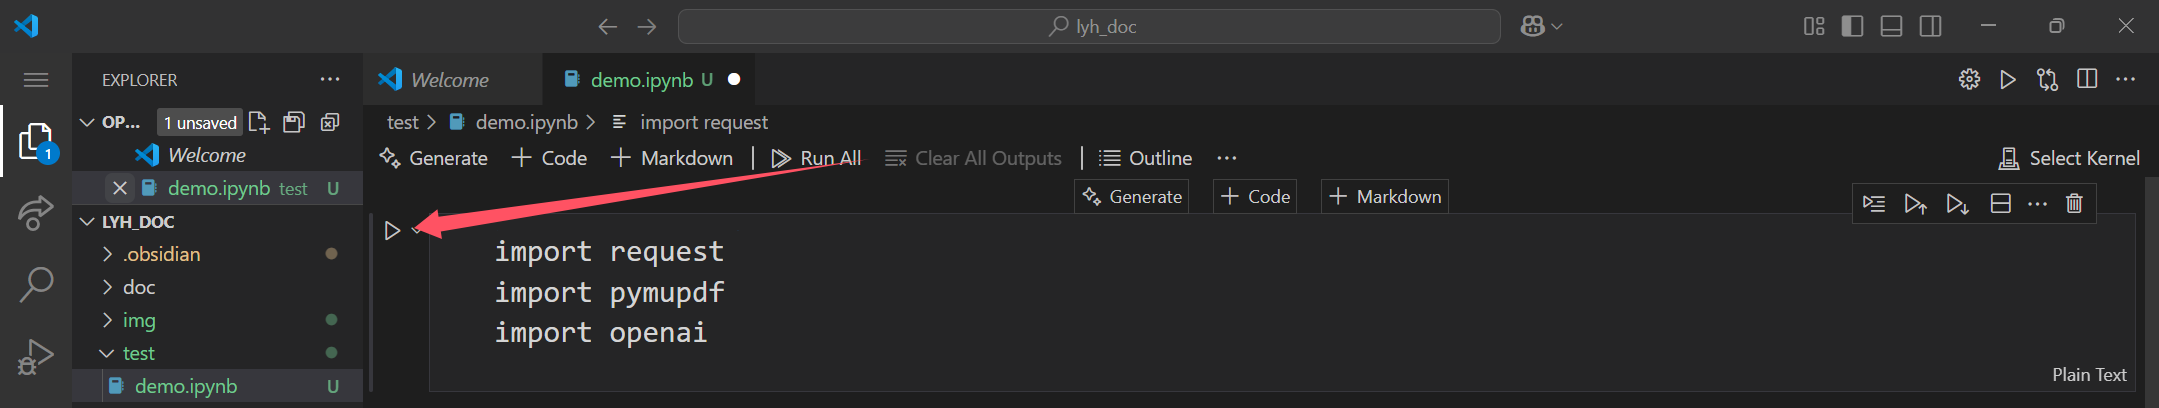 lyh_doc
EXPLORER
Welcome
demo.ipynb U
OP... 1 unsaved
Welcome
demo.ipynb test U
LYH_DOC
.obsidian
doc
img
test
demo.ipynb U
1
test > demo.ipynb > import request
Generate + Code + Markdown | Run All Clear All Outputs | Outline ... Select Kernel
Generate + Code + Markdown
import request
import pymupdf
import openai
Plain Text